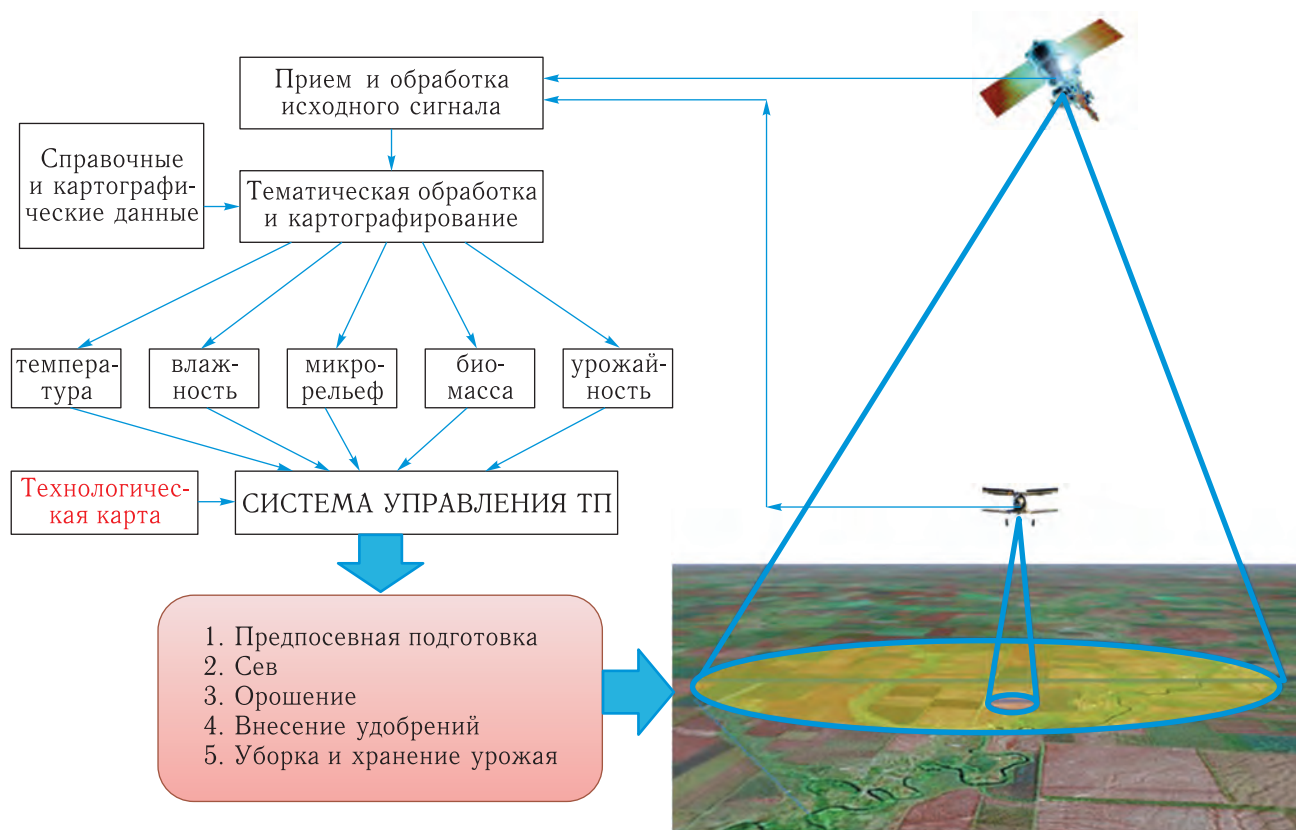 Прием и обработка
исходного сигнала
Справочные
и картографи-
ческие данные
Тематическая обработка
и картографирование
темпера-
тура
влаж-
ность
микро-
рельеф
био-
масса
урожай-
ность
Технологичес-
кая карта
СИСТЕМА УПРАВЛЕНИЯ ТП
1. Предпосевная подготовка
2. Сев
3. Орошение
4. Внесение удобрений
5. Уборка и хранение урожая